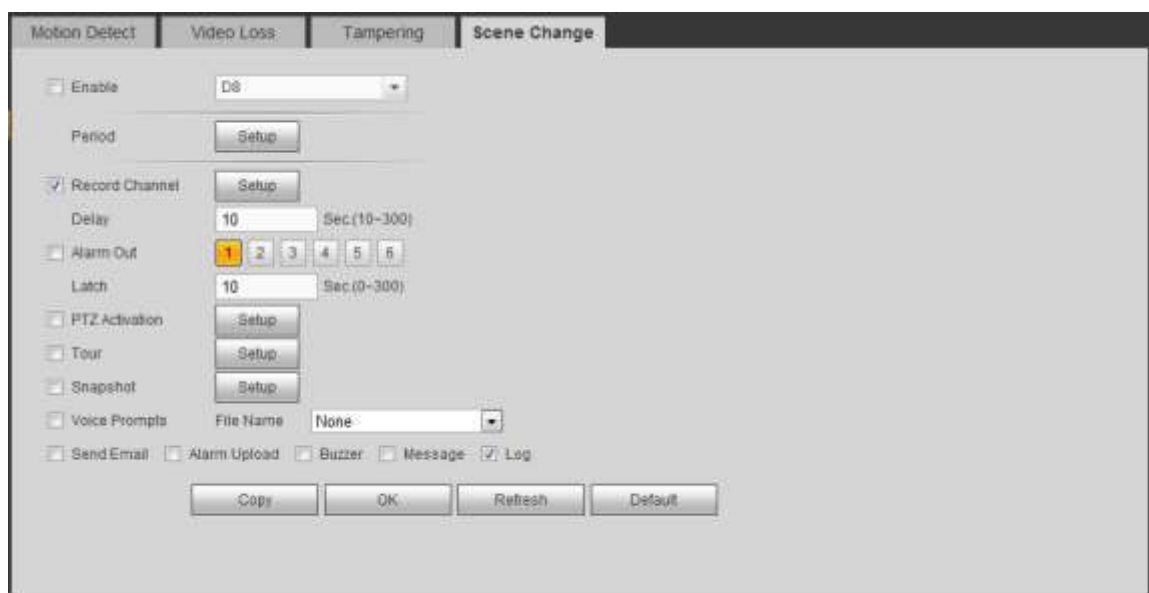 Motion Detect Video Loss Tampering Scene Change
Enable D8
Period Setup
Record Channel Setup
Delay 10 Sec.(10~300)
Alarm Out 1 2 3 4 5 6
Latch 10 Sec.(0~300)
PTZ Activation Setup
Tour Setup
Snapshot Setup
Voice Prompts File Name None
Send Email Alarm Upload Buzzer Message Log
Copy OK Refresh Default